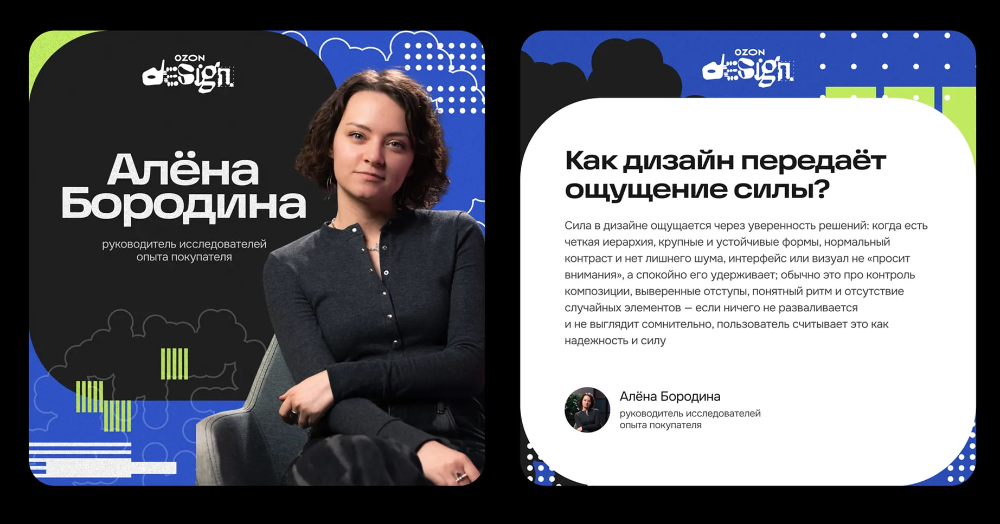 OZON
design.
Алёна
Бородина
руководитель исследователей
опыта покупателя
OZON
design.
Как дизайн передаёт
ощущение силы?
Сила в дизайне ощущается через уверенность решений: когда есть
четкая иерархия, крупные и устойчивые формы, нормальный
контраст и нет лишнего шума, интерфейс или визуал не «просит
внимания», а спокойно его удерживает; обычно это про контроль
композиции, выверенные отступы, понятный ритм и отсутствие
случайных элементов — если ничего не разваливается
и не выглядит сомнительно, пользователь считывает это как
надежность и силу
Алёна Бородина
руководитель исследователей
опыта покупателя